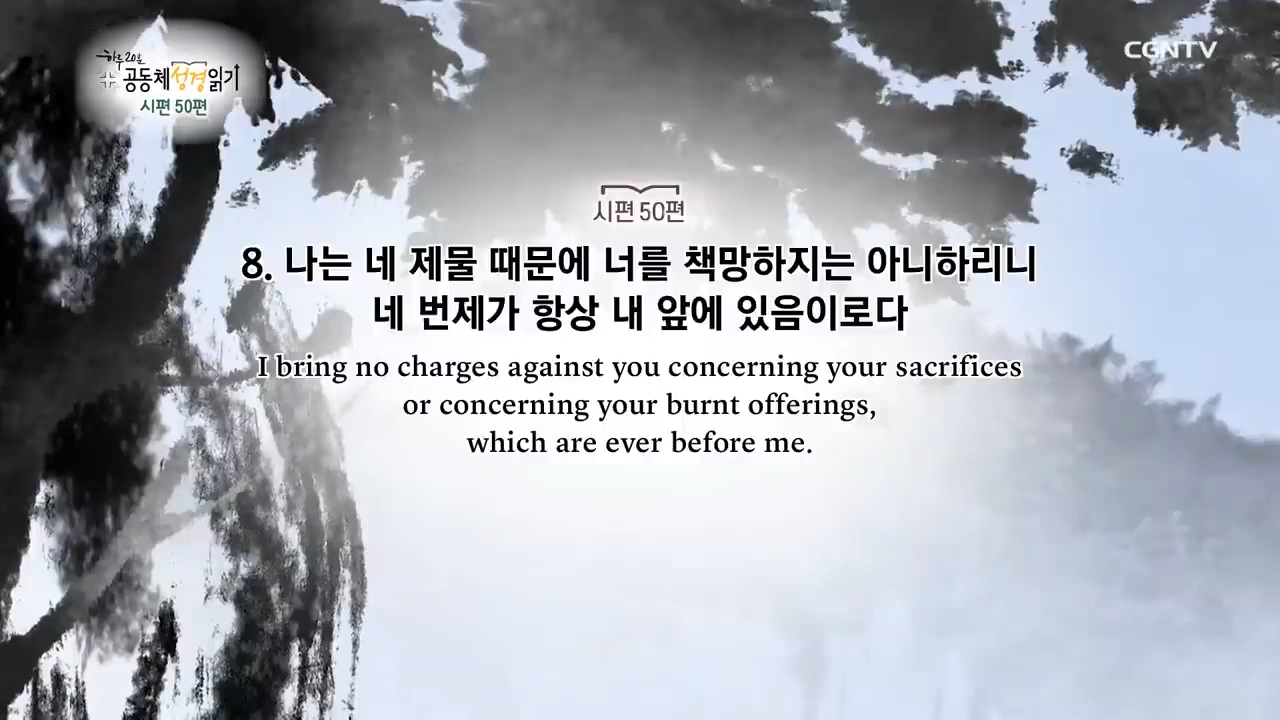 하루 20분
공동체성경읽기
시편 50편
CGNTV
시편 50편
8. 나는 네 제물 때문에 너를 책망하지는 아니하리니
네 번제가 항상 내 앞에 있음이로다
I bring no charges against you concerning your sacrifices
or concerning your burnt offerings,
which are ever before me.